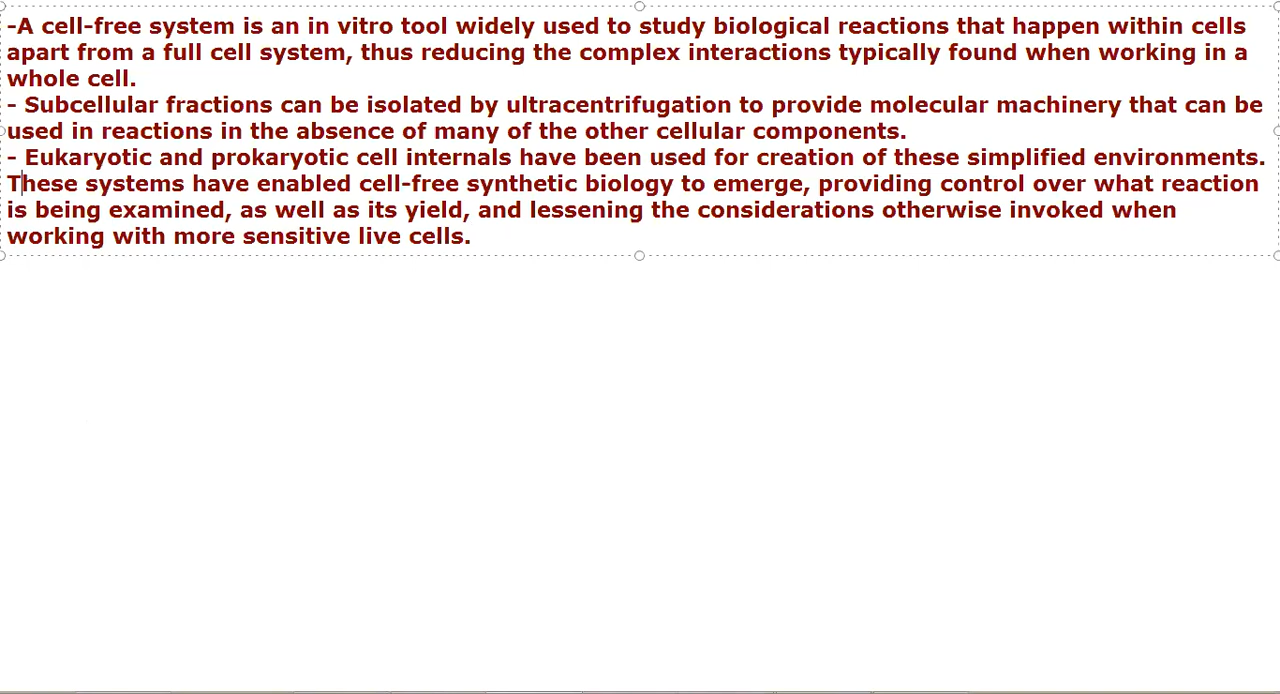 -A cell-free system is an in vitro tool widely used to study biological reactions that happen within cells
apart from a full cell system, thus reducing the complex interactions typically found when working in a
whole cell.
- Subcellular fractions can be isolated by ultracentrifugation to provide molecular machinery that can be
used in reactions in the absence of many of the other cellular components.
- Eukaryotic and prokaryotic cell internals have been used for creation of these simplified environments.
These systems have enabled cell-free synthetic biology to emerge, providing control over what reaction
is being examined, as well as its yield, and lessening the considerations otherwise invoked when
working with more sensitive live cells.